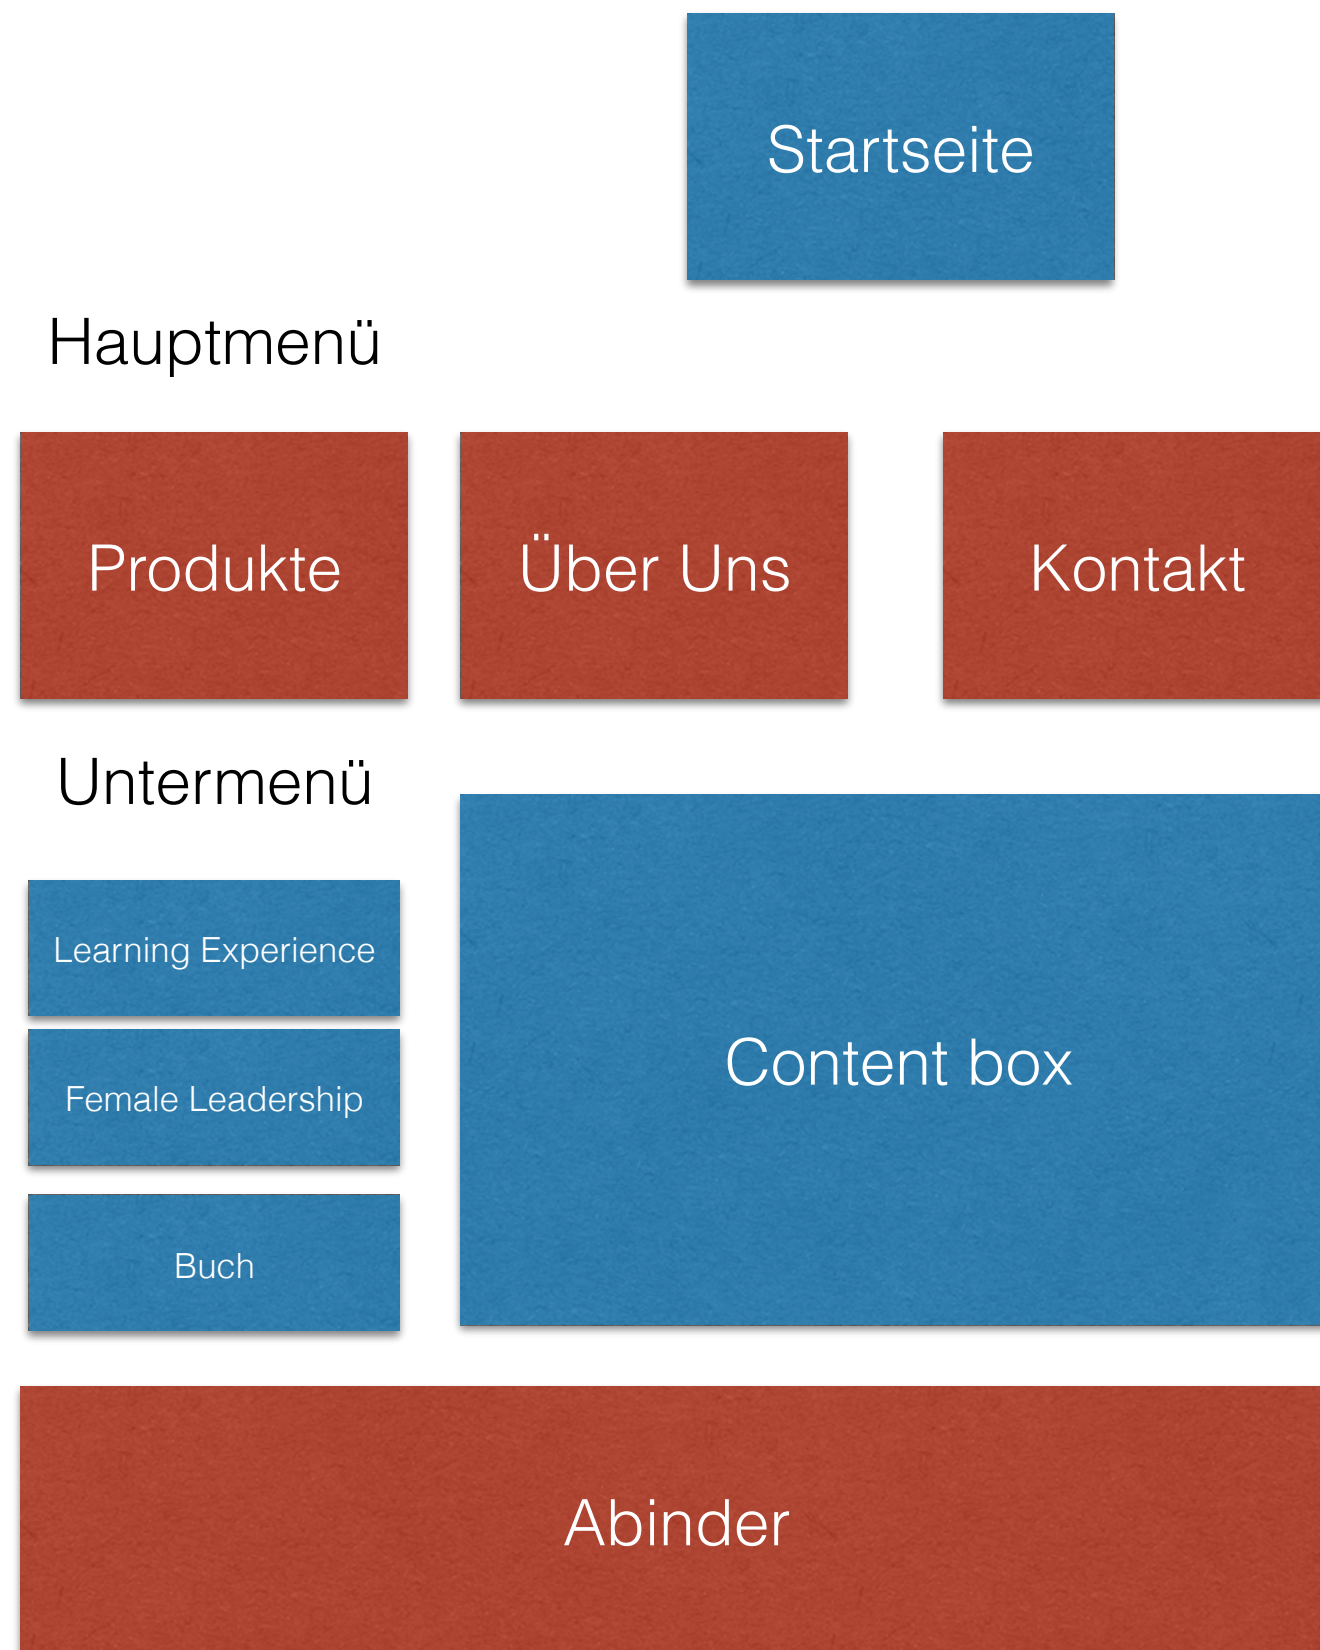 Startseite
Hauptmenü
Produkte
Über Uns
Kontakt
Untermenü
Learning Experience
Female Leadership
Buch
Content box
Abinder